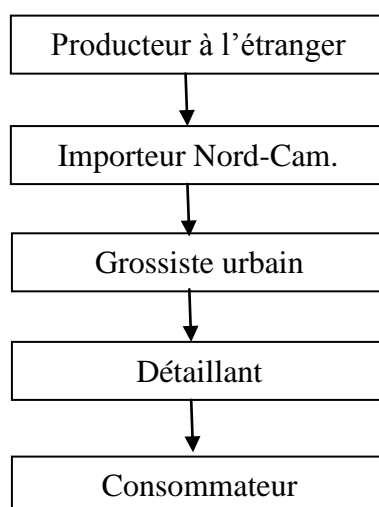 Producteur à l’étranger
Importeur Nord-Cam.
Grossiste urbain
Détaillant
Consommateur